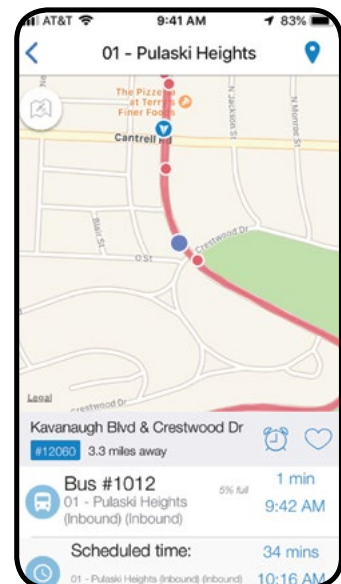 AT&T 9:41 AM 83%
01 - Pulaski Heights
The Pizzeria
at Terry's
Finer Foods
N Jackson St
N Monroe St
Cantrell Rd
Blair St
Crestwood Dr
O St
Legal
Crestwood Dr
Kavanaugh Blvd & Crestwood Dr
#12060 3.3 miles away
Bus #1012 5% full 1 min
01 - Pulaski Heights 9:42 AM
(Inbound) (Inbound)
Scheduled time: 34 mins
01 - Pulaski Heights (Inbound) (Inbound) 10:16 AM